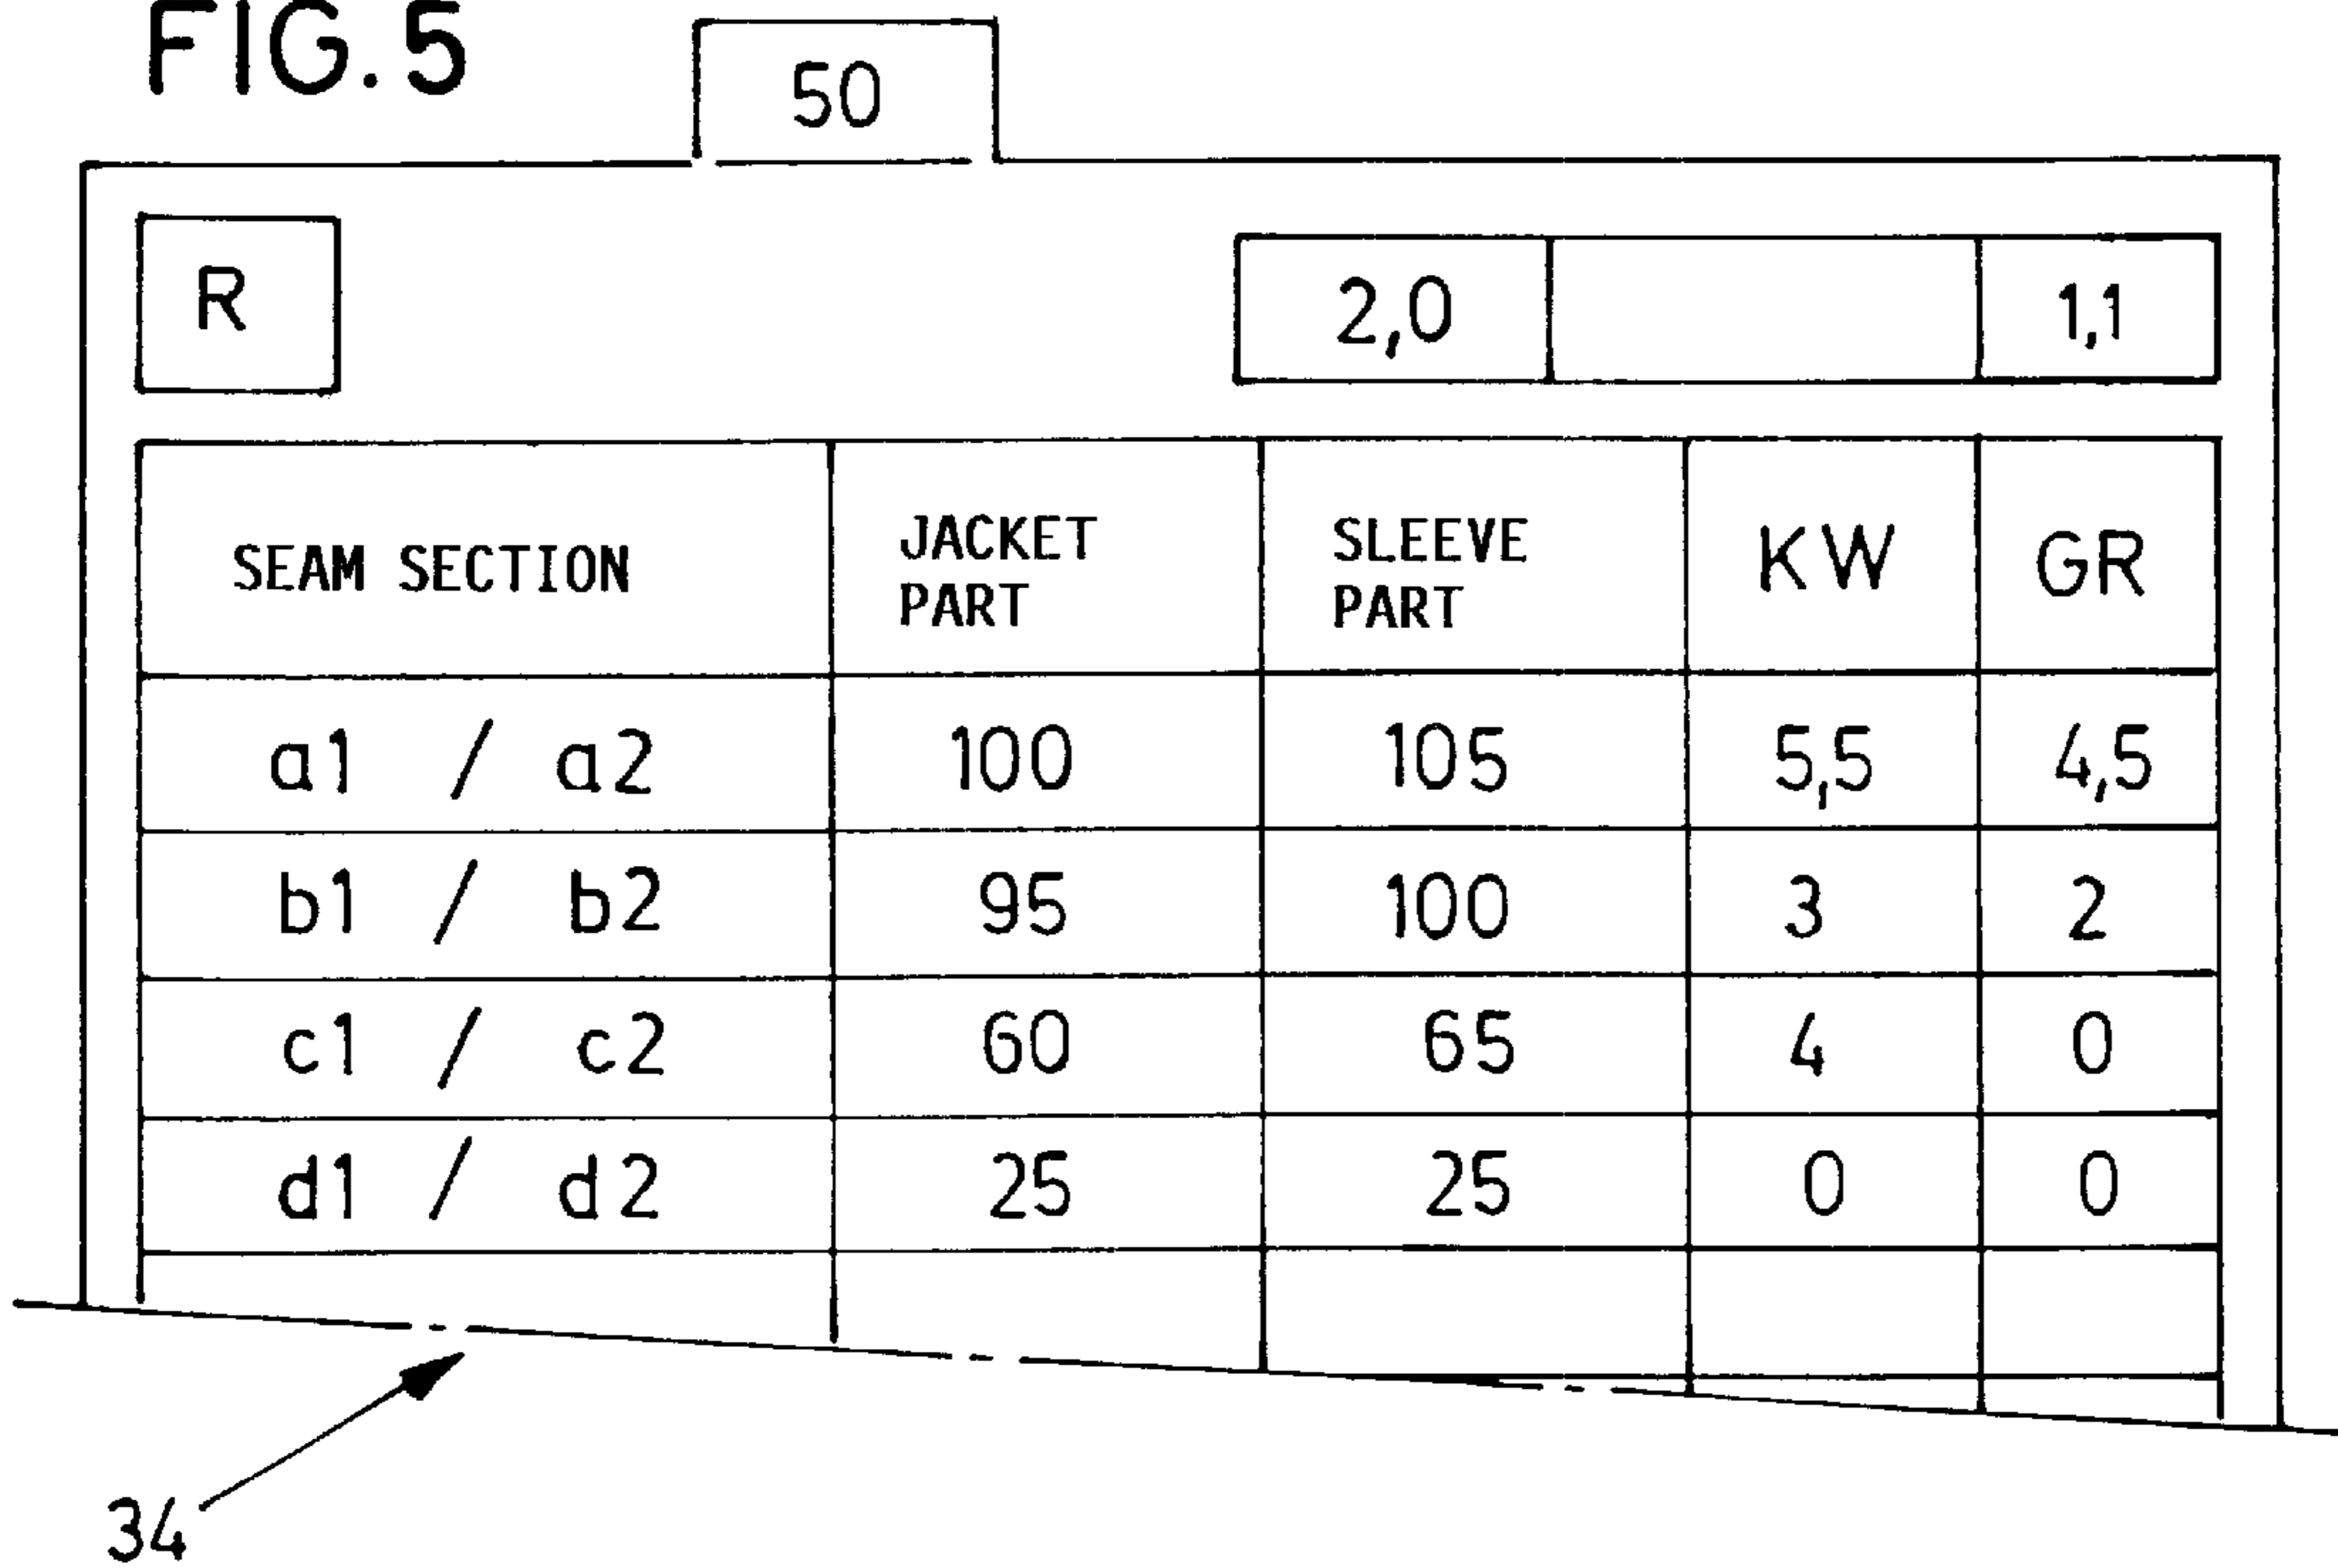 FIG. 5
50
R 2,0 1,1
SEAM SECTION JACKET PART SLEEVE PART KW GR
a1 / a2 100 105 5,5 4,5
b1 / b2 95 100 3 2
c1 / c2 60 65 4 0
d1 / d2 25 25 0 0
34